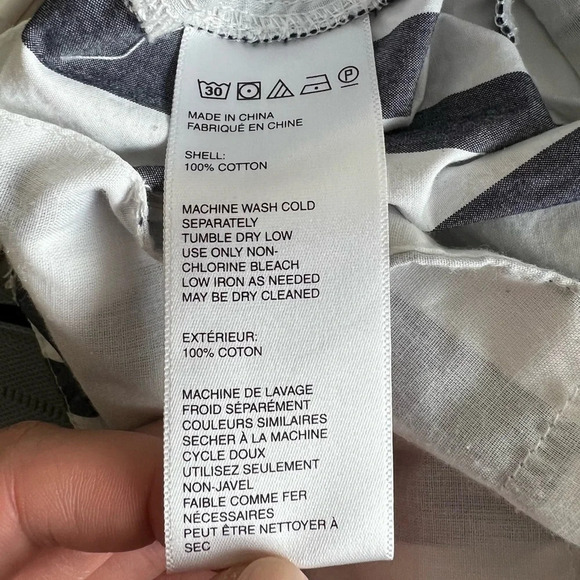 30 P
MADE IN CHINA
FABRIQUÉ EN CHINE
SHELL:
100% COTTON
MACHINE WASH COLD
SEPARATELY
TUMBLE DRY LOW
USE ONLY NON-
CHLORINE BLEACH
LOW IRON AS NEEDED
MAY BE DRY CLEANED
EXTÉRIEUR:
100% COTON
MACHINE DE LAVAGE
FROID SÉPARÉMENT
COULEURS SIMILAIRES
SECHER À LA MACHINE
CYCLE DOUX
UTILISEZ SEULEMENT
NON-JAVEL
FAIBLE COMME FER
NÉCESSAIRES
PEUT ÊTRE NETTOYER À
SEC